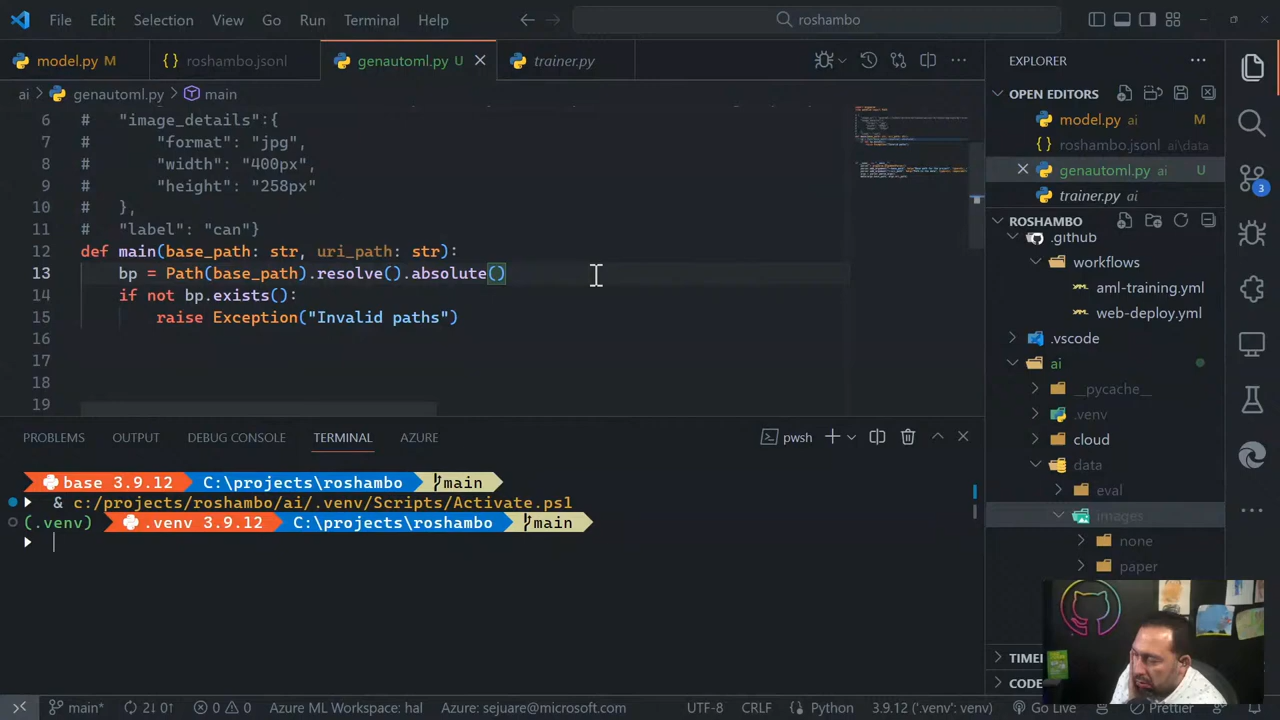 File Edit Selection View Go Run Terminal Help roshambo
model.py M roshambo.jsonl genautoml.py U trainer.py
ai > genautoml.py > main
6 # "image_details":{
7 # "format": "jpg",
8 # "width": "400px",
9 # "height": "258px"
10 # },
11 # "label": "can"}
12 def main(base_path: str, uri_path: str):
13 bp = Path(base_path).resolve().absolute()
14 if not bp.exists():
15 raise Exception("Invalid paths")
16
17
18
19
PROBLEMS OUTPUT DEBUG CONSOLE TERMINAL AZURE pwsh
base 3.9.12 C:\projects\roshambo main
& c:/projects/roshambo/ai/.venv/Scripts/Activate.ps1
(.venv) .venv 3.9.12 C:\projects\roshambo main
EXPLORER
OPEN EDITORS
model.py ai M
roshambo.jsonl ai\data
genautoml.py ai U
trainer.py ai
ROSHAMBO
.github
workflows
aml-training.yml
web-deploy.yml
.vscode
ai
__pycache__
.venv
cloud
data
eval
images
none
paper
TIME
CODE
3
main* 2↓ 0↑ 0 0 Azure ML Workspace: hal Azure: sejuare@microsoft.com UTF-8 CRLF Python 3.9.12 ('.venv': venv) Go Live Prettier